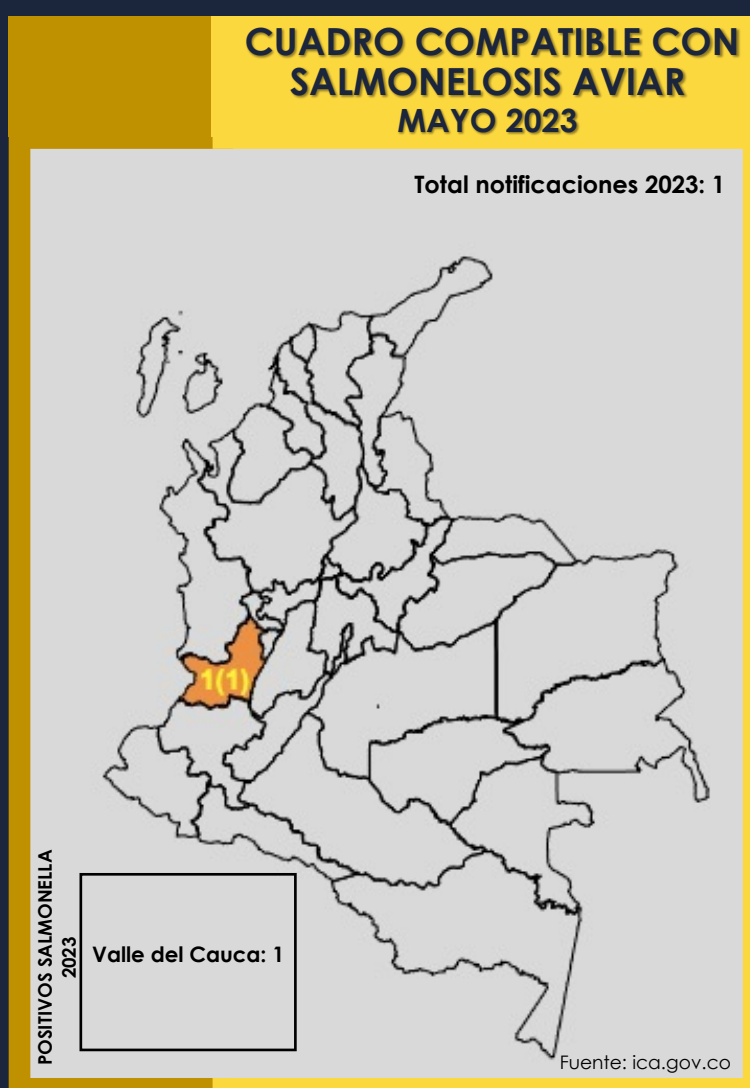 CUADRO COMPATIBLE CON
SALMONELOSIS AVIAR
MAYO 2023
Total notificaciones 2023: 1
1(1)
POSITIVOS SALMONELLA
2023
Valle del Cauca: 1
Fuente: ica.gov.co